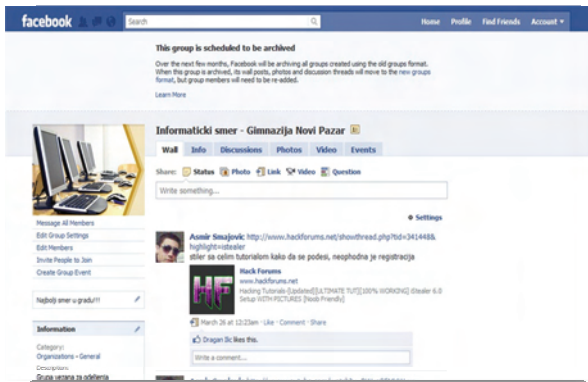 facebook
Search
Home Profile Find Friends Account
This group is scheduled to be archived
Over the next few months, Facebook will be archiving all groups created using the old groups format.
When this group is archived, its wall posts, photos and discussion threads will move to the new groups
format, but group members will need to be re-added.
Learn More
Informaticki smer - Gimnazija Novi Pazar
Wall Info Discussions Photos Video Events
Share: Status Photo Link Video Question
Write something...
Settings
Message All Members
Edit Group Settings
Edit Members
Invite People to Join
Create Group Event
Najbolji smer u gradu!!!
Information
Category:
Organizations - General
Description:
Grupa vezana za odeljenja
Asmir Smajovic http://www.hackforums.net/showthread.php?tid=341448&
highlight=istealer
stiler sa celim tutorialom kako da se podesi, neophodna je registracija
HF
Hack Forums
www.hackforums.net
Hacking Tutorials-[Updated][ULTIMATE TUT][100% WORKING] iStealer 6.0
Setup WITH PICTURES [Noob Friendly]
March 26 at 12:23am · Like · Comment · Share
Dragan Ilic likes this.
Write a comment...